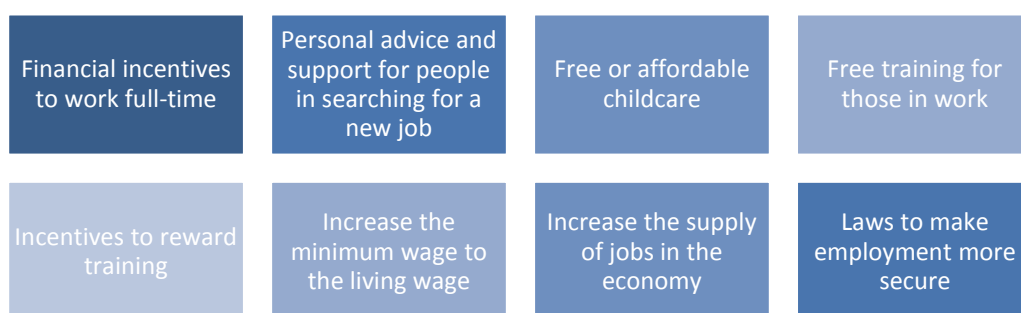 Financial incentives
to work full-time
Personal advice and
support for people
in searching for a
new job
Free or affordable
childcare
Free training for
those in work
Incentives to reward
training
Increase the
minimum wage to
the living wage
Increase the supply
of jobs in the
economy
Laws to make
employment more
secure